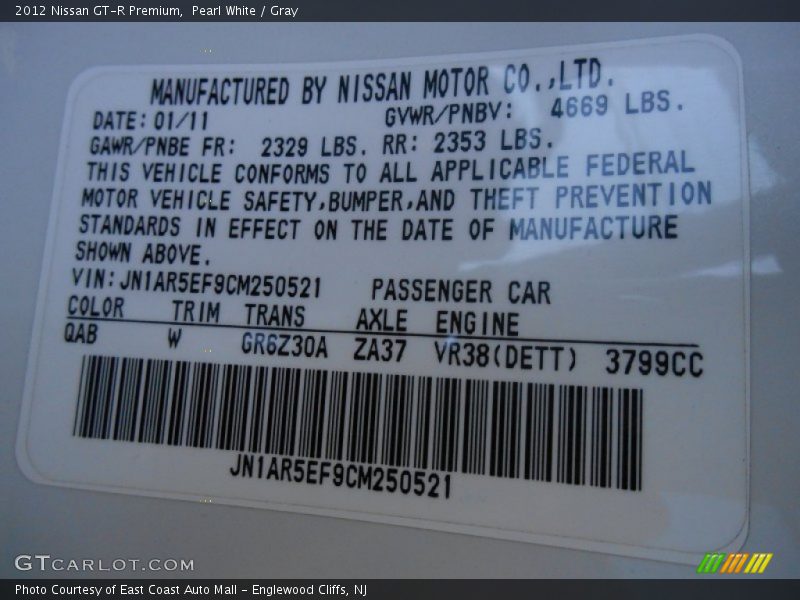 2012 Nissan GT-R Premium,  Pearl White / Gray
MANUFACTURED BY NISSAN MOTOR CO.,LTD.
DATE:01/11 GVWR/PNBV: 4669 LBS.
GAWR/PNBE FR: 2329 LBS. RR: 2353 LBS.
THIS VEHICLE CONFORMS TO ALL APPLICABLE FEDERAL
MOTOR VEHICLE SAFETY,BUMPER,AND THEFT PREVENTION
STANDARDS IN EFFECT ON THE DATE OF MANUFACTURE
SHOWN ABOVE.
VIN:JN1AR5EF9CM250521 PASSENGER CAR
COLOR TRIM TRANS AXLE ENGINE
QAB W GR6Z30A ZA37 VR38(DETT) 3799CC
JN1AR5EF9CM250521
GTCARLOT.COM
Photo Courtesy of East Coast Auto Mall - Englewood Cliffs, NJ